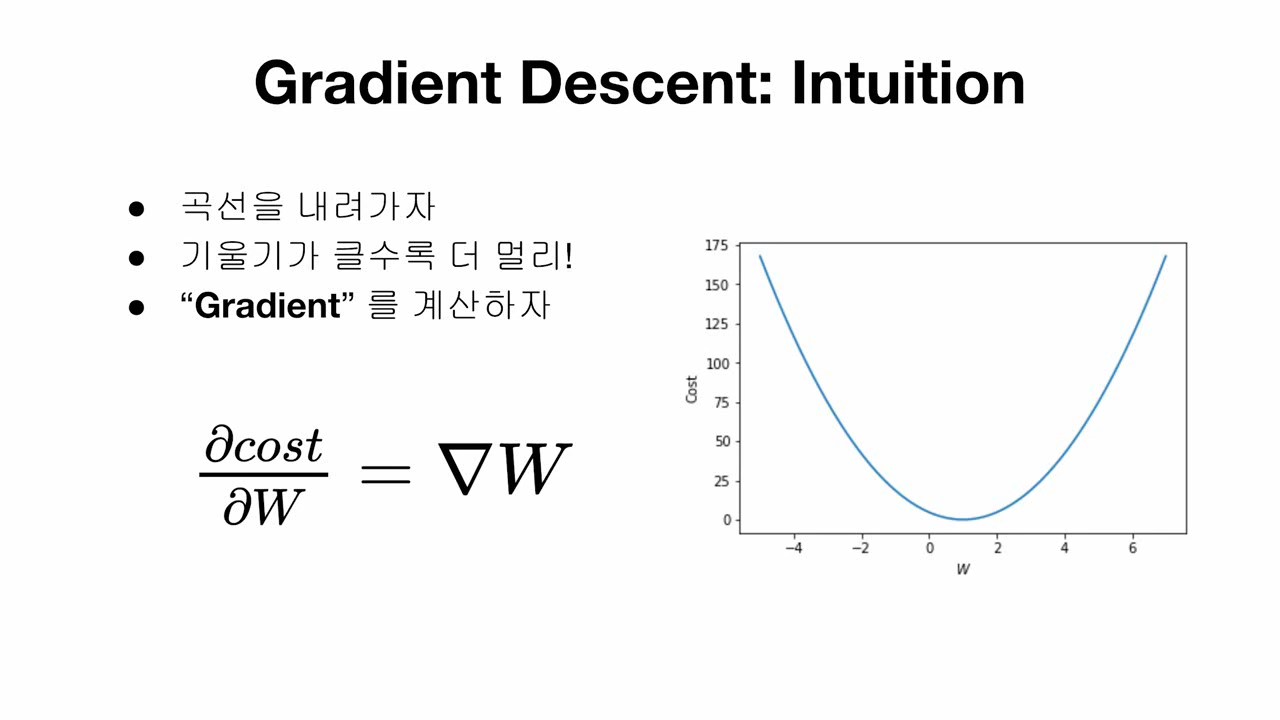 Gradient Descent: Intuition
● 곡선을 내려가자
● 기울기가 클수록 더 멀리!
● “Gradient” 를 계산하자
∂cost/∂W = ∇W
175
150
125
100
75
50
25
0
Cost
−4 −2 0 2 4 6
W